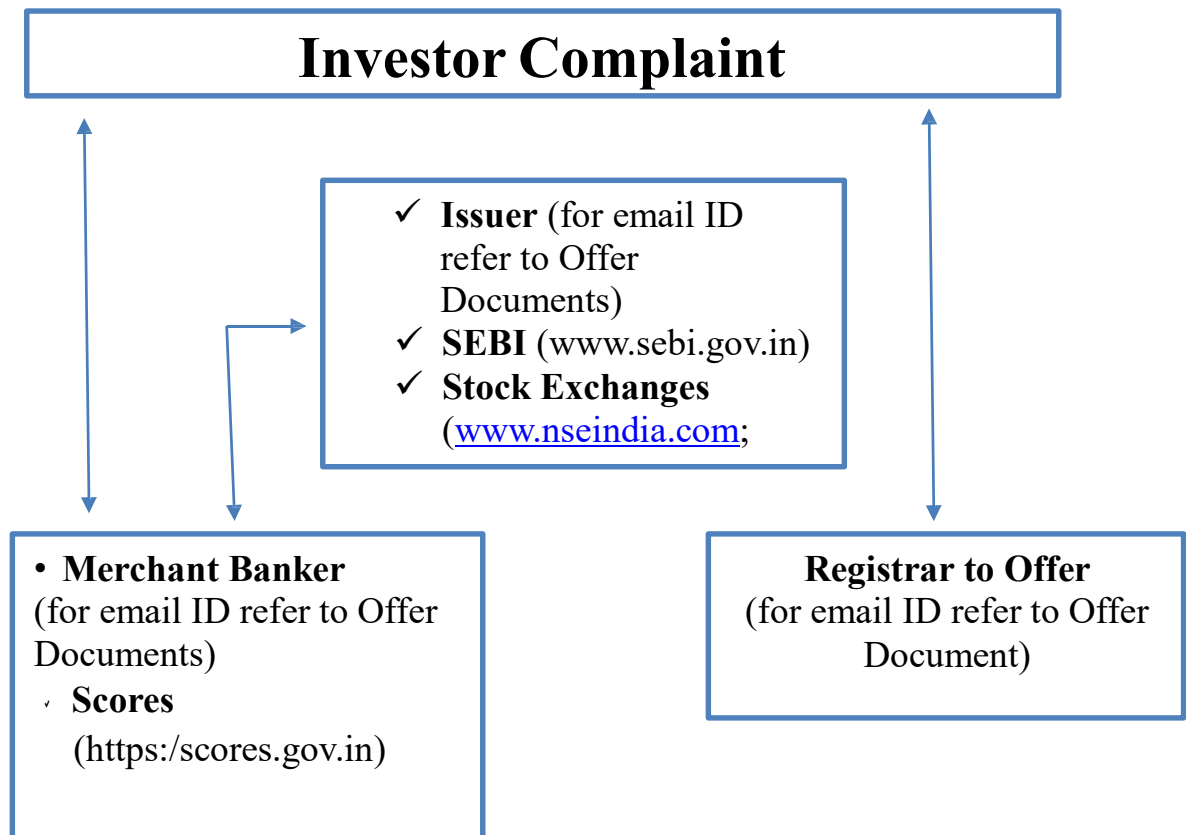 Investor Complaint
✓ Issuer (for email ID
refer to Offer
Documents)
✓ SEBI (www.sebi.gov.in)
✓ Stock Exchanges
(www.nseindia.com;
• Merchant Banker
(for email ID refer to Offer
Documents)
✓ Scores
(https:/scores.gov.in)
Registrar to Offer
(for email ID refer to Offer
Document)